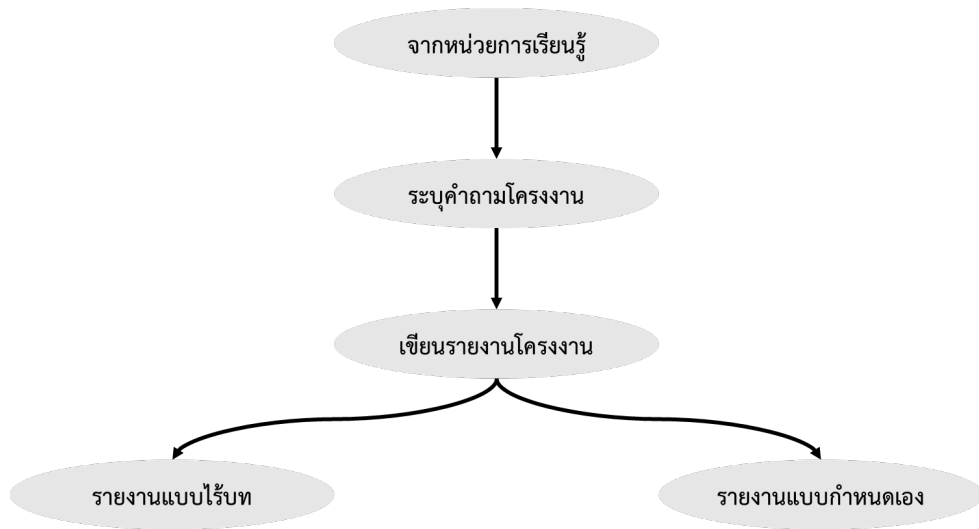 จากหน่วยการเรียนรู้
ระบุคำถามโครงงาน
เขียนรายงานโครงงาน
รายงานแบบไร้บท
รายงานแบบกำหนดเอง